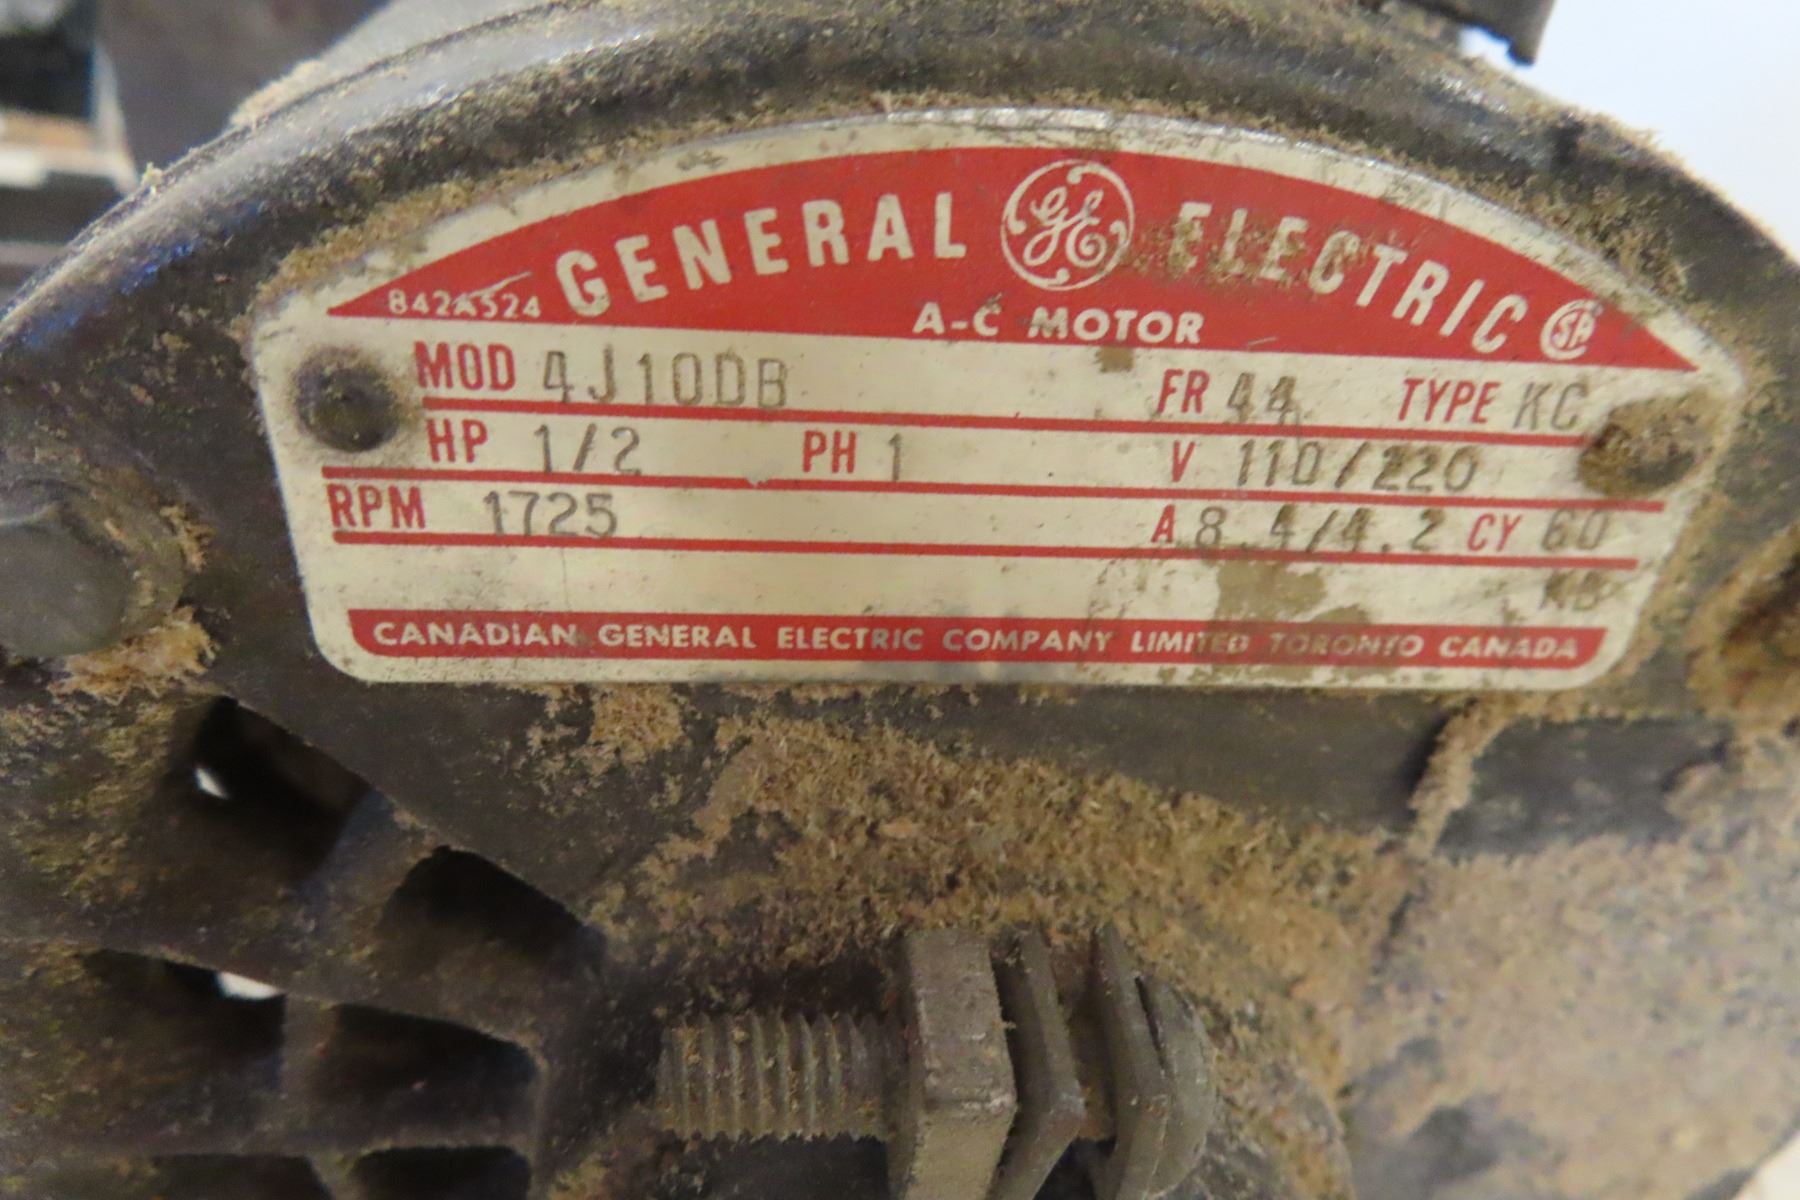 GENERAL GE ELECTRIC
842A524
A-C MOTOR
MOD 4J10DB FR 44 TYPE KC
HP 1/2 PH 1 V 110/220
RPM 1725 A 8.4/4.2 CY 60
CANADIAN GENERAL ELECTRIC COMPANY LIMITED TORONTO CANADA